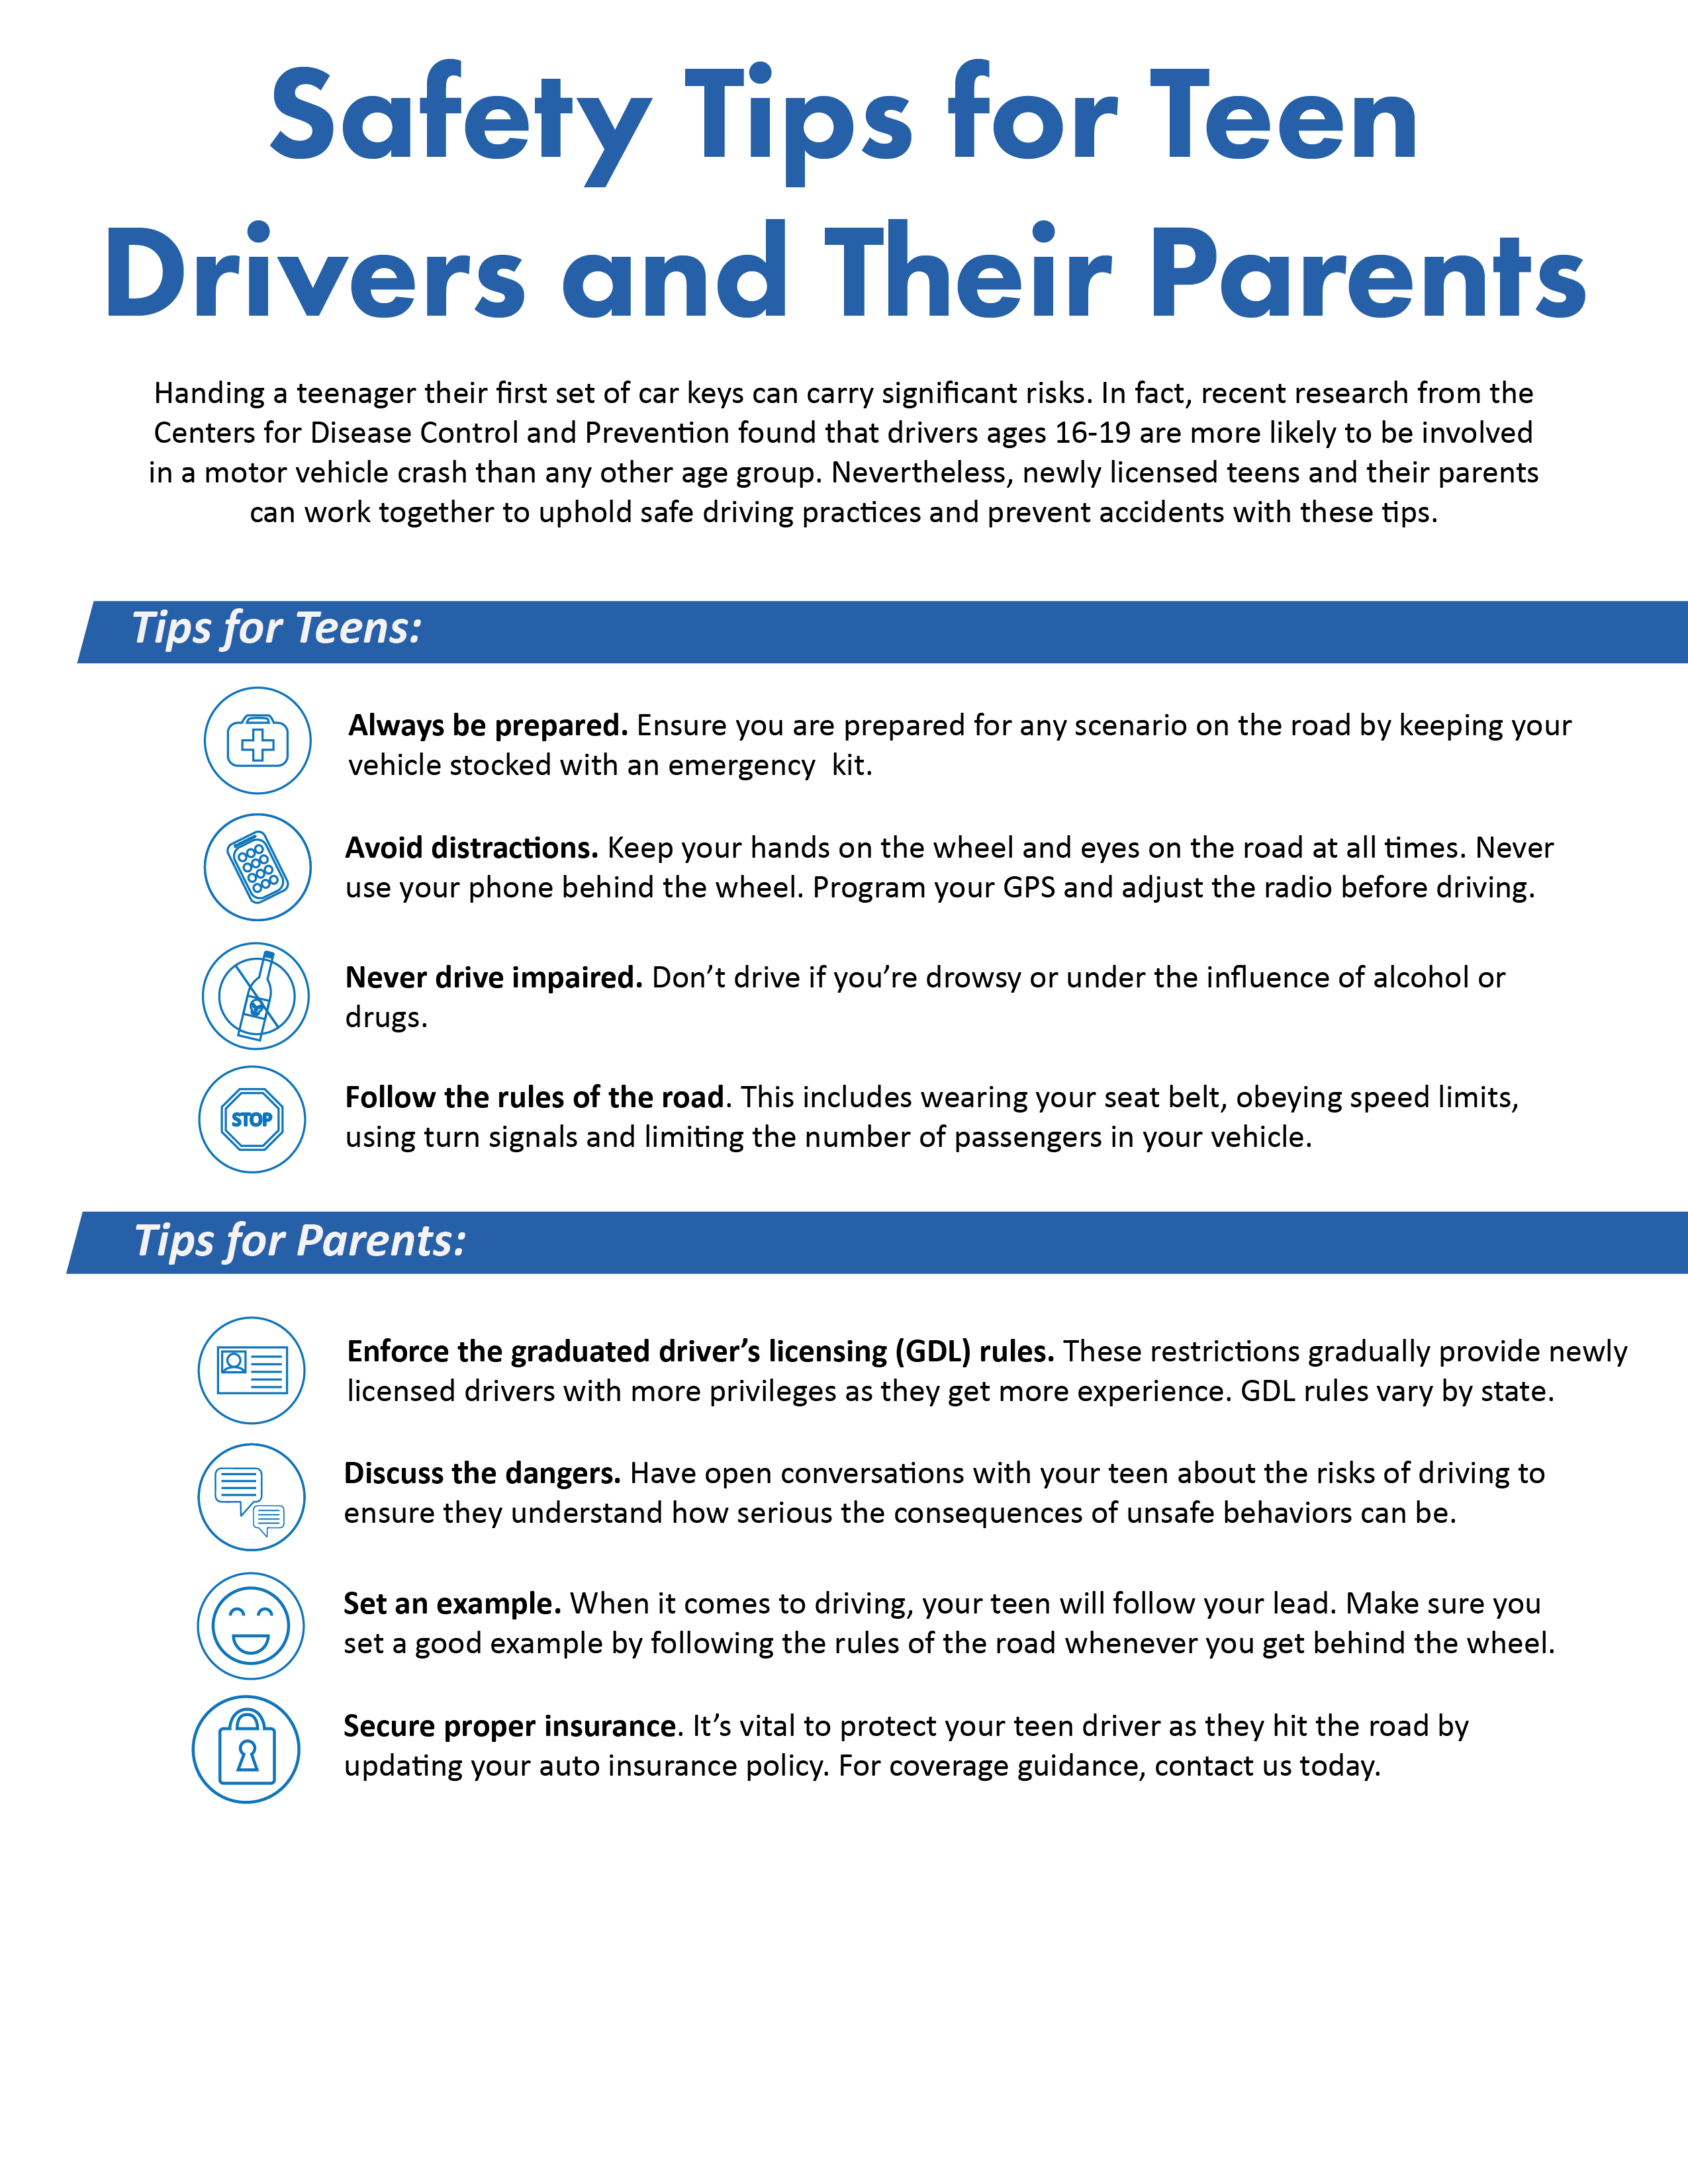 Safety Tips for Teen
Drivers and Their Parents
Handing a teenager their first set of car keys can carry significant risks. In fact, recent research from the
Centers for Disease Control and Prevention found that drivers ages 16-19 are more likely to be involved
in a motor vehicle crash than any other age group. Nevertheless, newly licensed teens and their parents
can work together to uphold safe driving practices and prevent accidents with these tips.
Tips for Teens:
Always be prepared. Ensure you are prepared for any scenario on the road by keeping your
vehicle stocked with an emergency  kit.
Avoid distractions. Keep your hands on the wheel and eyes on the road at all times. Never
use your phone behind the wheel. Program your GPS and adjust the radio before driving.
Never drive impaired. Don’t drive if you’re drowsy or under the influence of alcohol or
drugs.
STOP
Follow the rules of the road. This includes wearing your seat belt, obeying speed limits,
using turn signals and limiting the number of passengers in your vehicle.
Tips for Parents:
Enforce the graduated driver’s licensing (GDL) rules. These restrictions gradually provide newly
licensed drivers with more privileges as they get more experience. GDL rules vary by state.
Discuss the dangers. Have open conversations with your teen about the risks of driving to
ensure they understand how serious the consequences of unsafe behaviors can be.
Set an example. When it comes to driving, your teen will follow your lead. Make sure you
set a good example by following the rules of the road whenever you get behind the wheel.
Secure proper insurance. It’s vital to protect your teen driver as they hit the road by
updating your auto insurance policy. For coverage guidance, contact us today.